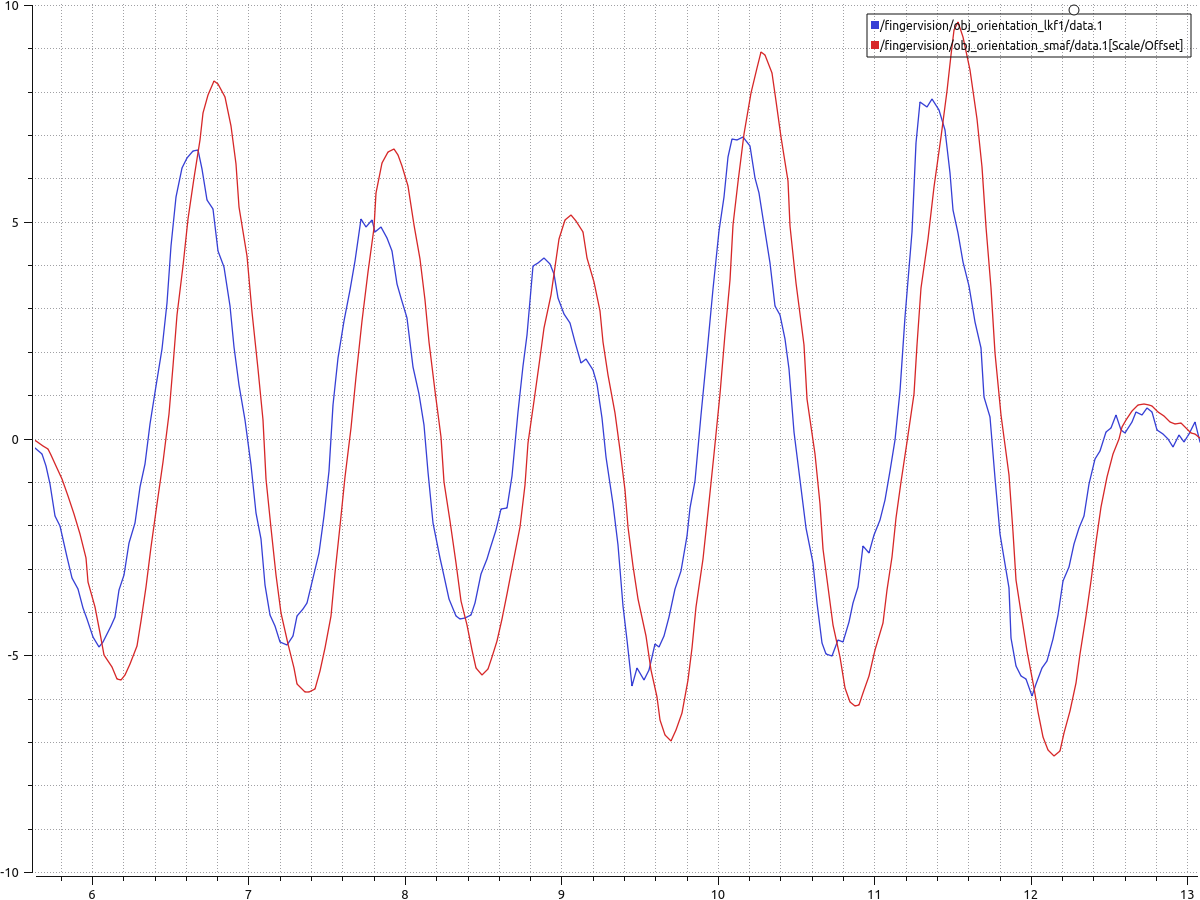 10
/fingervision/obj_orientation_lkf1/data.1
/fingervision/obj_orientation_smaf/data.1[Scale/Offset]
5
0
-5
-10
6 7 8 9 10 11 12 13